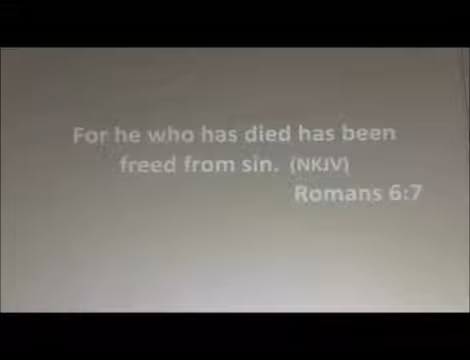 For he who has died has been
freed from sin. (NKJV)
Romans 6:7